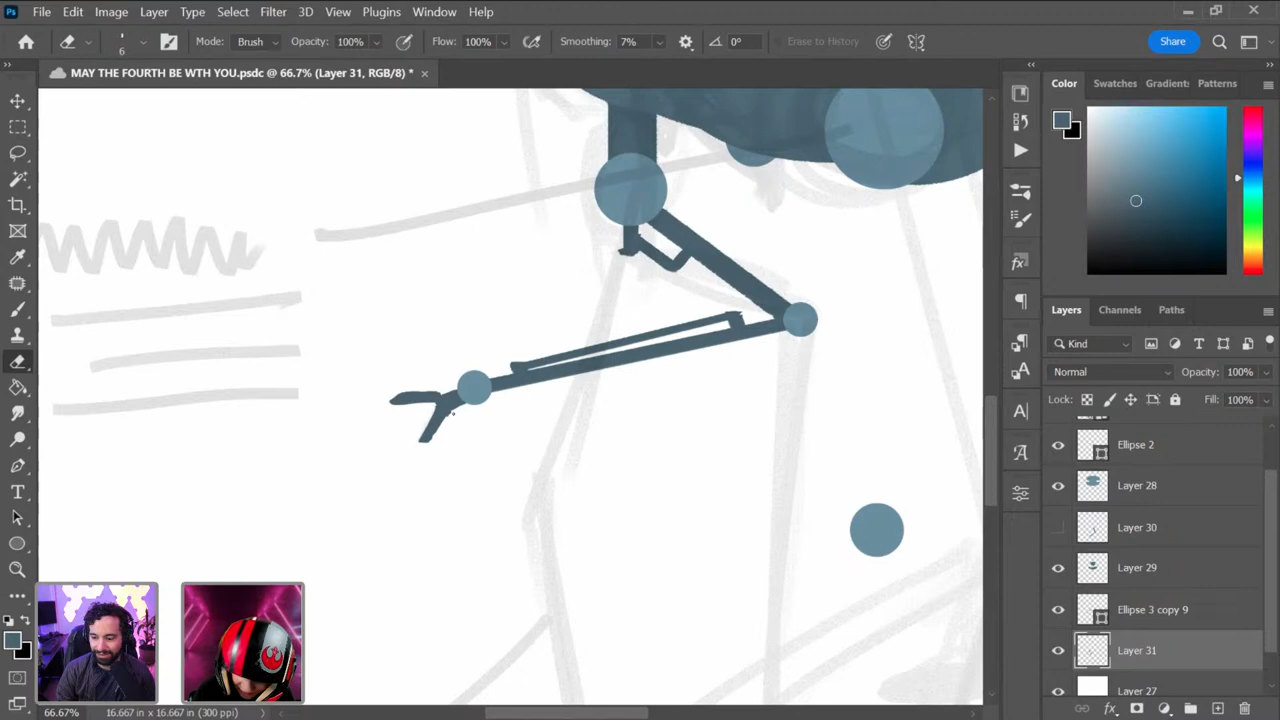 Ps File Edit Image Layer Type Select Filter 3D View Plugins Window Help
6 Mode: Brush Opacity: 100% Flow: 100% Smoothing: 7% 0° Erase to History Share
MAY THE FOURTH BE WTH YOU.psdc @ 66.7% (Layer 31, RGB/8) *
Color Swatches Gradient: Patterns
Layers Channels Paths
Kind
Normal Opacity: 100%
Lock: Fill: 100%
Ellipse 2
Layer 28
Layer 30
Layer 29
Ellipse 3 copy 9
Layer 31
Layer 27
66.67% 16.667 in x 16.667 in (300 ppi)